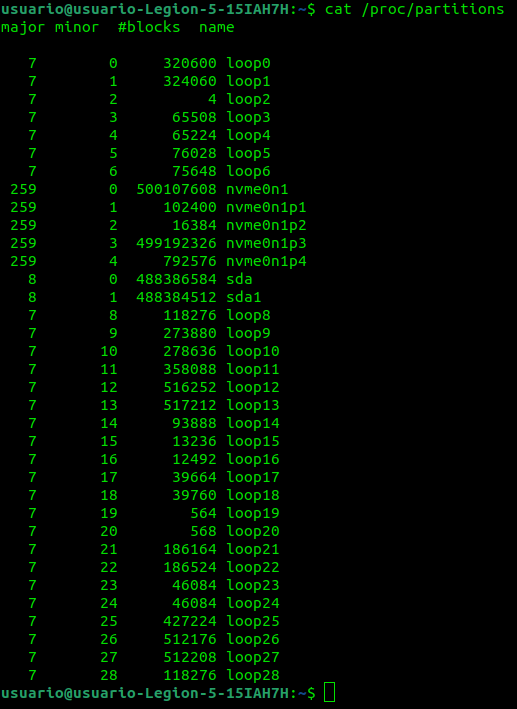 usuario@usuario-Legion-5-15IAH7H:~$ cat /proc/partitions
major minor  #blocks  name

   7        0     320600 loop0
   7        1     324060 loop1
   7        2          4 loop2
   7        3      65508 loop3
   7        4      65224 loop4
   7        5      76028 loop5
   7        6      75648 loop6
 259        0  500107608 nvme0n1
 259        1     102400 nvme0n1p1
 259        2      16384 nvme0n1p2
 259        3  499192326 nvme0n1p3
 259        4     792576 nvme0n1p4
   8        0  488386584 sda
   8        1  488384512 sda1
   7        8     118276 loop8
   7        9     273880 loop9
   7       10     278636 loop10
   7       11     358088 loop11
   7       12     516252 loop12
   7       13     517212 loop13
   7       14      93888 loop14
   7       15      13236 loop15
   7       16      12492 loop16
   7       17      39664 loop17
   7       18      39760 loop18
   7       19        564 loop19
   7       20        568 loop20
   7       21     186164 loop21
   7       22     186524 loop22
   7       23      46084 loop23
   7       24      46084 loop24
   7       25     427224 loop25
   7       26     512176 loop26
   7       27     512208 loop27
   7       28     118276 loop28
usuario@usuario-Legion-5-15IAH7H:~$